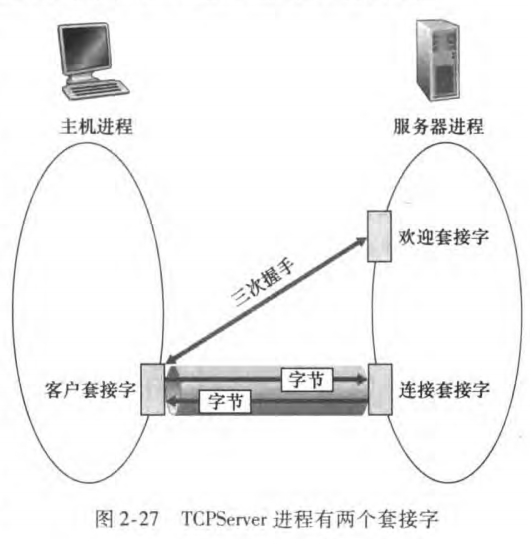 主机进程
服务器进程
欢迎套接字
三次握手
客户套接字
字节
字节
连接套接字
图 2-27 TCPServer 进程有两个套接字